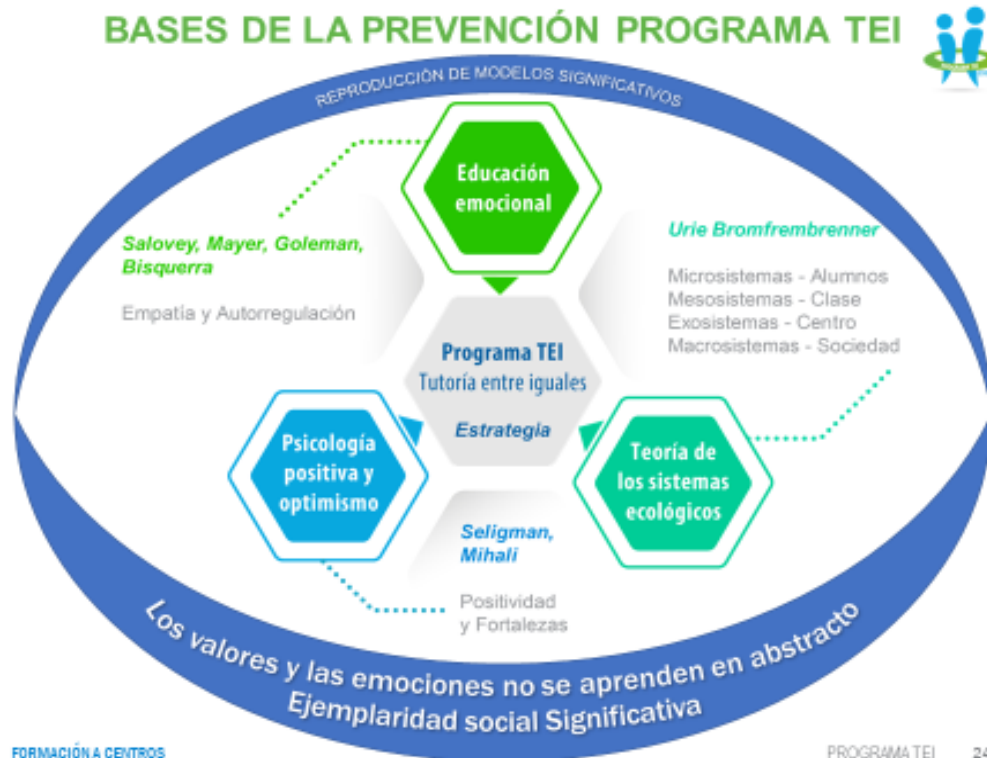 BASES DE LA PREVENCIÓN PROGRAMA TEI
REPRODUCCIÓN DE MODELOS SIGNIFICATIVOS
Educación
emocional
Salovey, Mayer, Goleman,
Bisquerra
Empatía y Autorregulación
Urie Bromfrembrenner
Microsistemas - Alumnos
Mesosistemas - Clase
Exosistemas - Centro
Macrosistemas - Sociedad
Programa TEI
Tutoría entre iguales
Estrategia
Psicología
positiva y
optimismo
Teoría de
los sistemas
ecológicos
Seligman,
Mihali
Positividad
y Fortalezas
Los valores y las emociones no se aprenden en abstracto
Ejemplaridad social Significativa
FORMACIÓN A CENTROS
PROGRAMA TEI 24